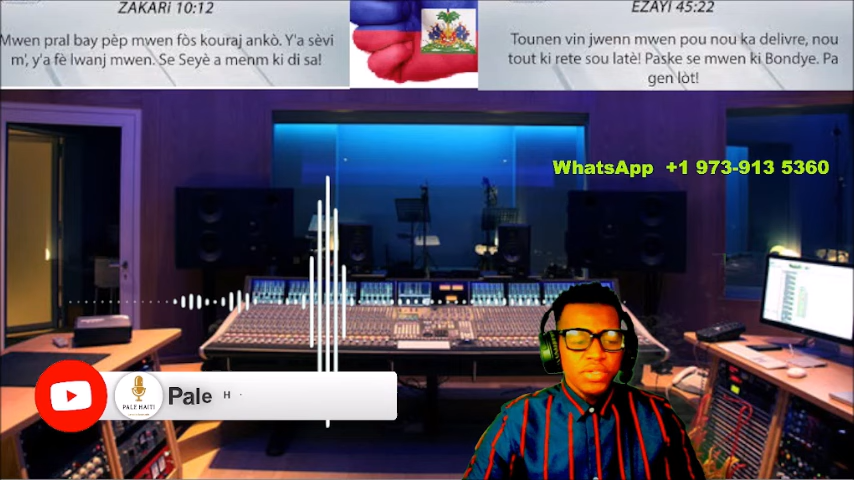 ZAKARi 10:12
Mwen pral bay pèp mwen fòs kouraj ankò. Y'a sèvi
m', y'a fè lwanj mwen. Se Seyè a menm ki di sa!
EZAYI 45:22
Tounen vin jwenn mwen pou nou ka delivre, nou
tout ki rete sou latè! Paske se mwen ki Bondye. Pa
gen lòt!
WhatsApp +1 973-913 5360
PALE HAITI
Pale H